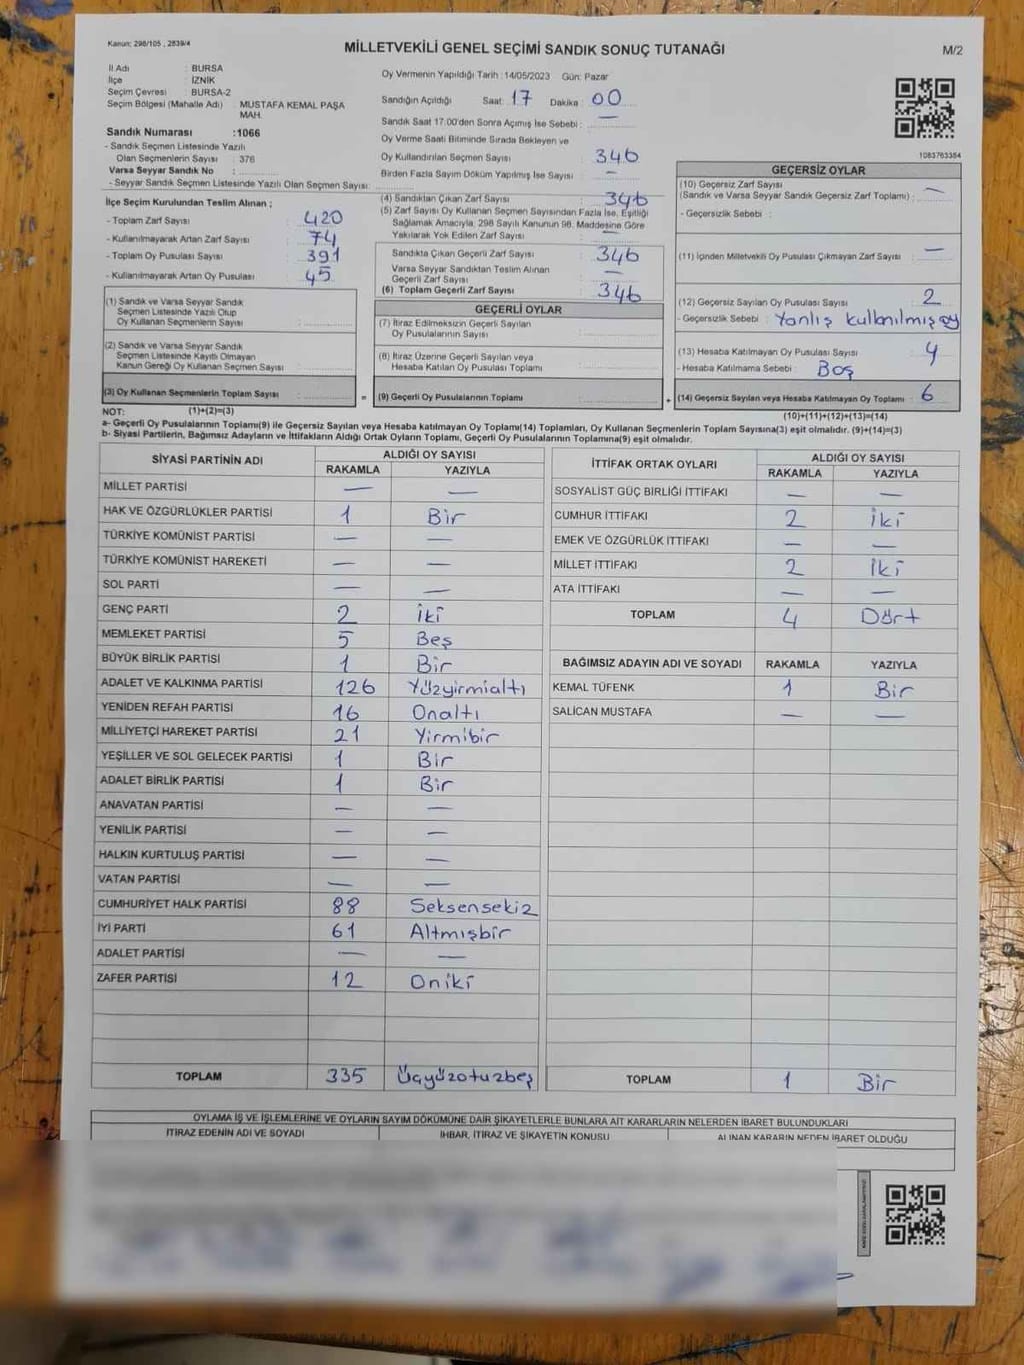 Kanun: 298/105 , 2839/4
MİLLETVEKİLİ GENEL SEÇİMİ SANDIK SONUÇ TUTANAĞI
M/2
İl Adı : BURSA
İlçe : İZNİK
Seçim Çevresi : BURSA-2
Seçim Bölgesi (Mahalle Adı) : MUSTAFA KEMAL PAŞA MAH.
Sandık Numarası :1066
- Sandık Seçmen Listesinde Yazılı
Olan Seçmenlerin Sayısı : 376
Varsa Seyyar Sandık No :
- Seyyar Sandık Seçmen Listesinde Yazılı Olan Seçmen Sayısı:
İlçe Seçim Kurulundan Teslim Alınan ;
- Toplam Zarf Sayısı : 420
- Kullanılmayarak Artan Zarf Sayısı : 74
- Toplam Oy Pusulası Sayısı : 391
- Kullanılmayarak Artan Oy Pusulası : 45
(1) Sandık ve Varsa Seyyar Sandık
Seçmen Listesinde Yazılı Olup
Oy Kullanan Seçmenlerin Sayısı :
(2) Sandık ve Varsa Seyyar Sandık
Seçmen Listesinde Kayıtlı Olmayan
Kanun Gereği Oy Kullanan Seçmen Sayısı :
(3) Oy Kullanan Seçmenlerin Toplam Sayısı :
Oy Vermenin Yapıldığı Tarih : 14/05/2023 Gün: Pazar
Sandığın Açıldığı Saat: 17 Dakika : 00
Sandık Saat 17:00'den Sonra Açımış İse Sebebi : —
Oy Verme Saati Bitiminde Sırada Bekleyen ve
Oy Kullandırılan Seçmen Sayısı : 346
Birden Fazla Sayım Döküm Yapılmış İse Sayısı : —
(4) Sandıktan Çıkan Zarf Sayısı : 346
(5) Zarf Sayısı Oy Kullanan Seçmen Sayısından Fazla İse, Eşitliği
Sağlamak Amacıyla, 298 Sayılı Kanunun 98. Maddesine Göre
Yakılarak Yok Edilen Zarf Sayısı : —
Sandıkta Çıkan Geçerli Zarf Sayısı : 346
Varsa Seyyar Sandıktan Teslim Alınan
Geçerli Zarf Sayısı : —
(6) Toplam Geçerli Zarf Sayısı : 346
GEÇERLİ OYLAR
(7) İtiraz Edilmeksizin Geçerli Sayılan
Oy Pusulalarının Sayısı :
(8) İtiraz Üzerine Geçerli Sayılan veya
Hesaba Katılan Oy Pusulası Toplamı :
= (9) Geçerli Oy Pusulalarının Toplamı :
1083763384
GEÇERSİZ OYLAR
(10) Geçersiz Zarf Sayısı
(Sandık ve Varsa Seyyar Sandık Geçersiz Zarf Toplamı) : —
- Geçersizlik Sebebi :
(11) İçinden Milletvekili Oy Pusulası Çıkmayan Zarf Sayısı : —
(12) Geçersiz Sayılan Oy Pusulası Sayısı : 2
- Geçersizlik Sebebi : Yanlış kullanılmış oy
(13) Hesaba Katılmayan Oy Pusulası Sayısı : 4
- Hesaba Katılmama Sebebi : Boş
+ (14) Geçersiz Sayılan veya Hesaba Katılmayan Oy Toplamı : 6
NOT: (1)+(2)=(3)
(10)+(11)+(12)+(13)=(14)
a- Geçerli Oy Pusulalarının Toplamı(9) ile Geçersiz Sayılan veya Hesaba katılmayan Oy Toplamı(14) Toplamları, Oy Kullanan Seçmenlerin Toplam Sayısına(3) eşit olmalıdır. (9)+(14)=(3)
b- Siyasi Partilerin, Bağımsız Adayların ve İttifakların Aldığı Ortak Oyların Toplamı, Geçerli Oy Pusulalarının Toplamına(9) eşit olmalıdır.
SİYASİ PARTİNİN ADI ALDIĞI OY SAYISI
RAKAMLA YAZIYLA
MİLLET PARTİSİ — —
HAK VE ÖZGÜRLÜKLER PARTİSİ 1 Bir
TÜRKİYE KOMÜNİST PARTİSİ — —
TÜRKİYE KOMÜNİST HAREKETİ — —
SOL PARTİ — —
GENÇ PARTİ 2 İki
MEMLEKET PARTİSİ 5 Beş
BÜYÜK BİRLİK PARTİSİ 1 Bir
ADALET VE KALKINMA PARTİSİ 126 Yüzyirmialtı
YENİDEN REFAH PARTİSİ 16 Onaltı
MİLLİYETÇİ HAREKET PARTİSİ 21 Yirmibir
YEŞİLLER VE SOL GELECEK PARTİSİ 1 Bir
ADALET BİRLİK PARTİSİ 1 Bir
ANAVATAN PARTİSİ — —
YENİLİK PARTİSİ — —
HALKIN KURTULUŞ PARTİSİ — —
VATAN PARTİSİ — —
CUMHURİYET HALK PARTİSİ 88 Seksensekiz
İYİ PARTİ 61 Altmışbir
ADALET PARTİSİ — —
ZAFER PARTİSİ 12 Oniki
TOPLAM 335 Üçyüzotuzbeş
İTTİFAK ORTAK OYLARI ALDIĞI OY SAYISI
RAKAMLA YAZIYLA
SOSYALİST GÜÇ BİRLİĞİ İTTİFAKI — —
CUMHUR İTTİFAKI 2 İki
EMEK VE ÖZGÜRLÜK İTTİFAKI — —
MİLLET İTTİFAKI 2 İki
ATA İTTİFAKI — —
TOPLAM 4 Dört
BAĞIMSIZ ADAYIN ADI VE SOYADI RAKAMLA YAZIYLA
KEMAL TÜFENK 1 Bir
SALİCAN MUSTAFA — —
TOPLAM 1 Bir
OYLAMA İŞ VE İŞLEMLERİNE VE OYLARIN SAYIM DÖKÜMÜNE DAİR ŞİKAYETLERLE BUNLARA AİT KARARLARIN NELERDEN İBARET BULUNDUKLARI
İTİRAZ EDENİN ADI VE SOYADI İHBAR, İTİRAZ VE ŞİKAYETİN KONUSU ALINAN KARARIN NEDEN İBARET OLDUĞU